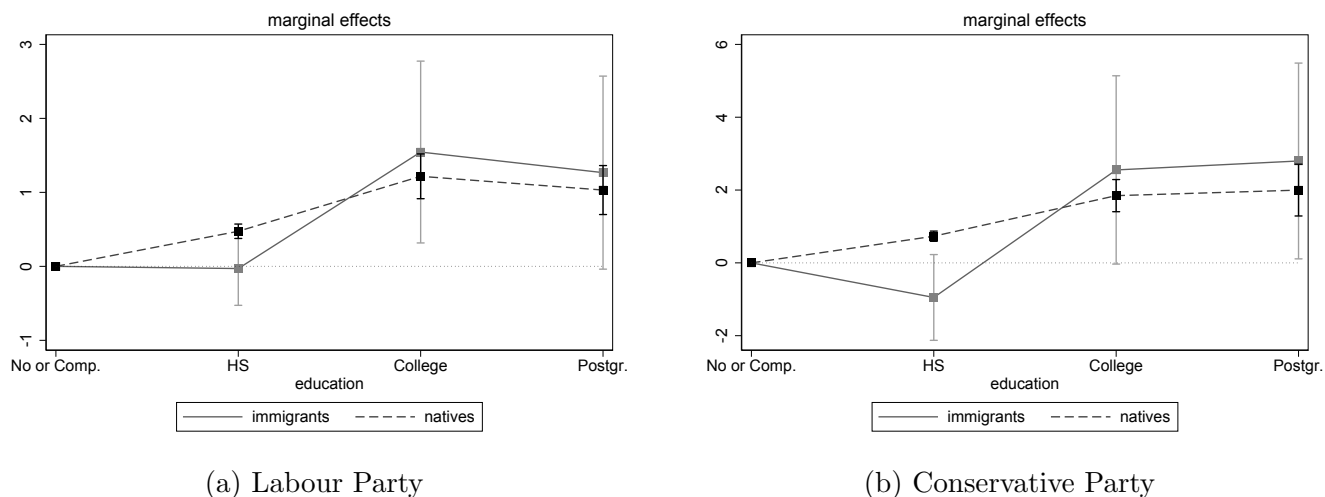 marginal effects
3
2
1
0
-1
No or Comp.
HS
College
Postgr.
education
immigrants
natives
(a) Labour Party
marginal effects
6
4
2
0
-2
No or Comp.
HS
College
Postgr.
education
immigrants
natives
(b) Conservative Party